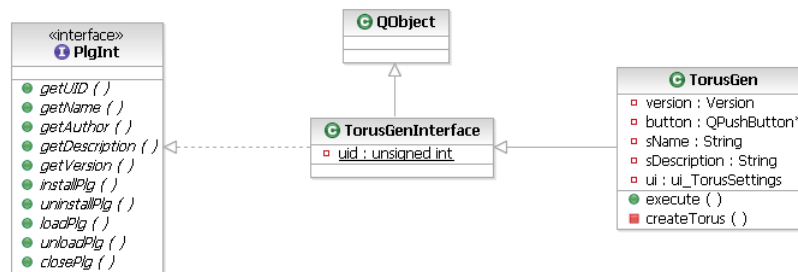 «interface»
I PlgInt
getUID ( )
getName ( )
getAuthor ( )
getDescription ( )
getVersion ( )
installPlg ( )
uninstallPlg ( )
loadPlg ( )
unloadPlg ( )
closePlg ( )
C QObject
C TorusGenInterface
uid : unsigned int
C TorusGen
version : Version
button : QPushButton*
sName : String
sDescription : String
ui : ui_TorusSettings
execute ( )
createTorus ( )